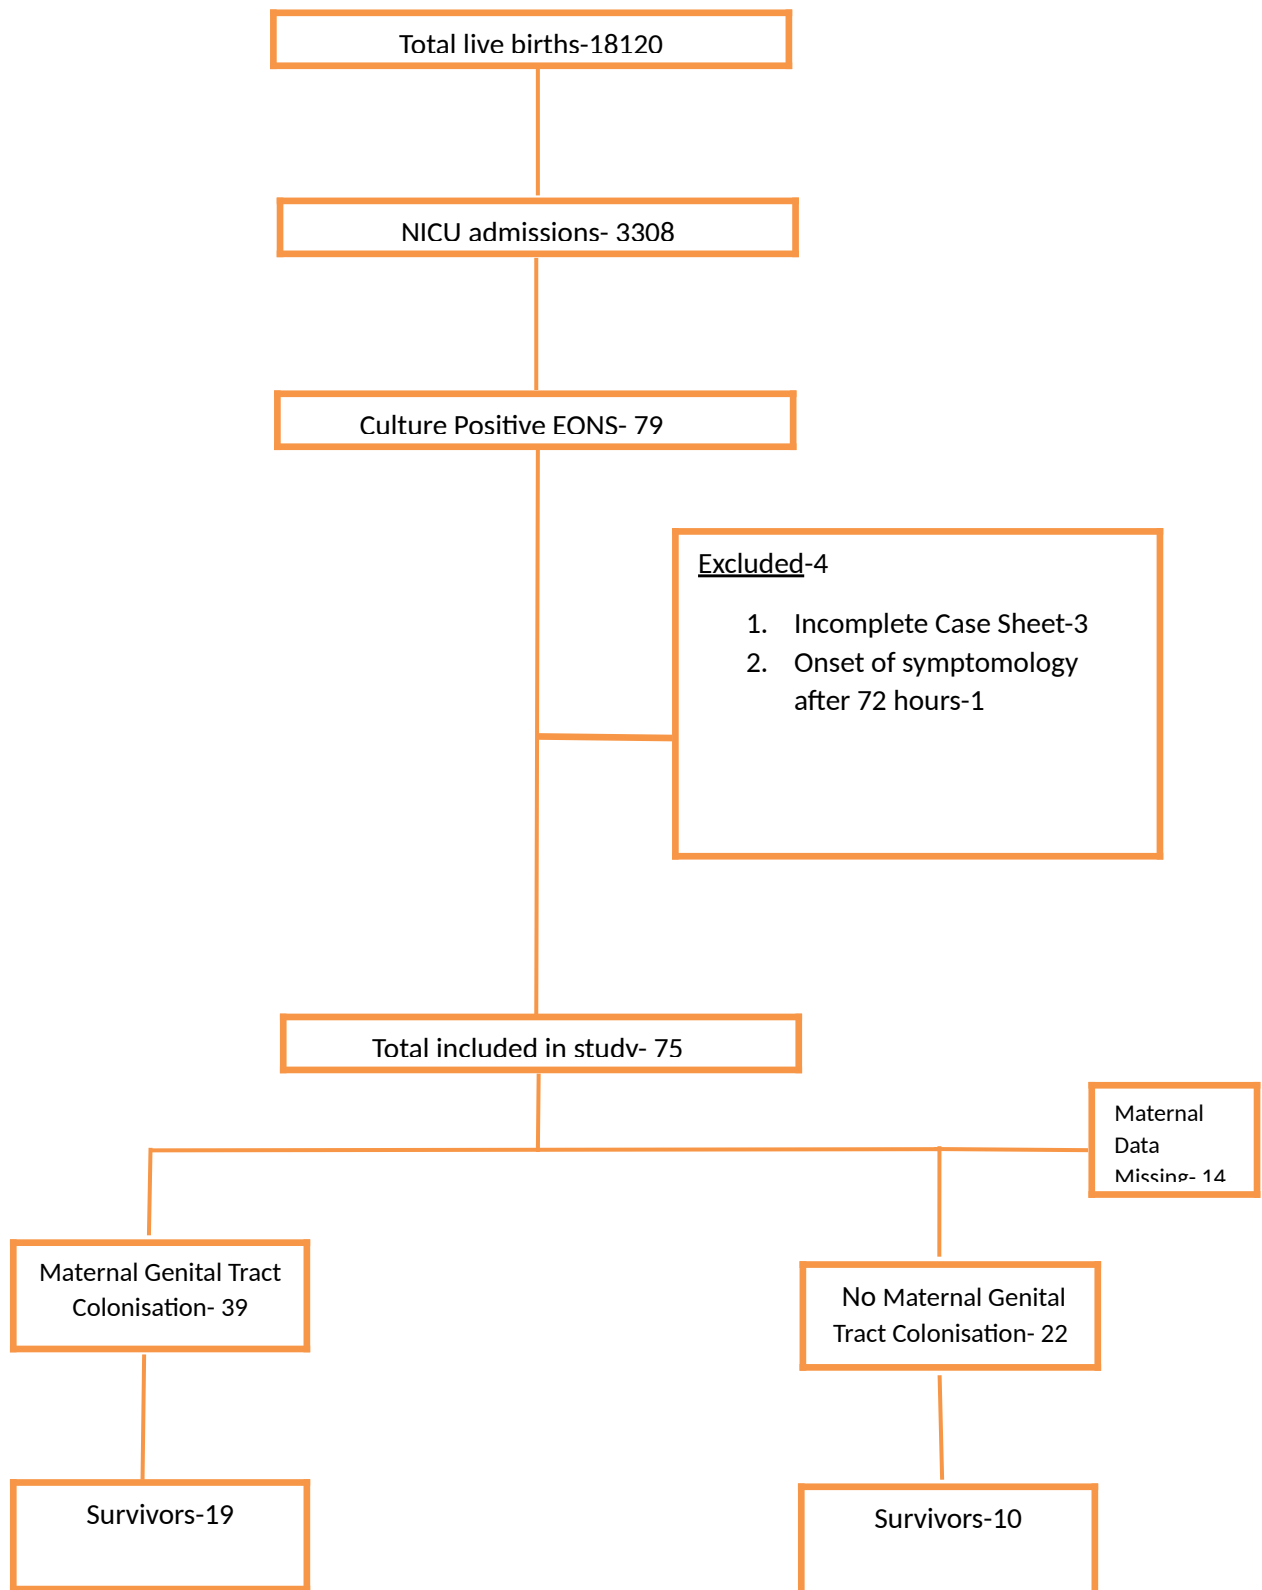 Total live births-18120
NICU admissions- 3308
Culture Positive EONS- 79
Excluded-4
1. Incomplete Case Sheet-3
2. Onset of symptomology
after 72 hours-1
Total included in study- 75
Maternal
Data
Missing- 14
Maternal Genital Tract
Colonisation- 39
No Maternal Genital
Tract Colonisation- 22
Survivors-19
Survivors-10